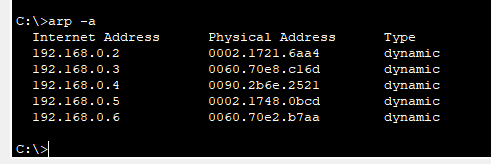 C:\>arp -a
Internet Address Physical Address Type
192.168.0.2 0002.1721.6aa4 dynamic
192.168.0.3 0060.70e8.c16d dynamic
192.168.0.4 0090.2b6e.2521 dynamic
192.168.0.5 0002.1748.0bcd dynamic
192.168.0.6 0060.70e2.b7aa dynamic
C:\>